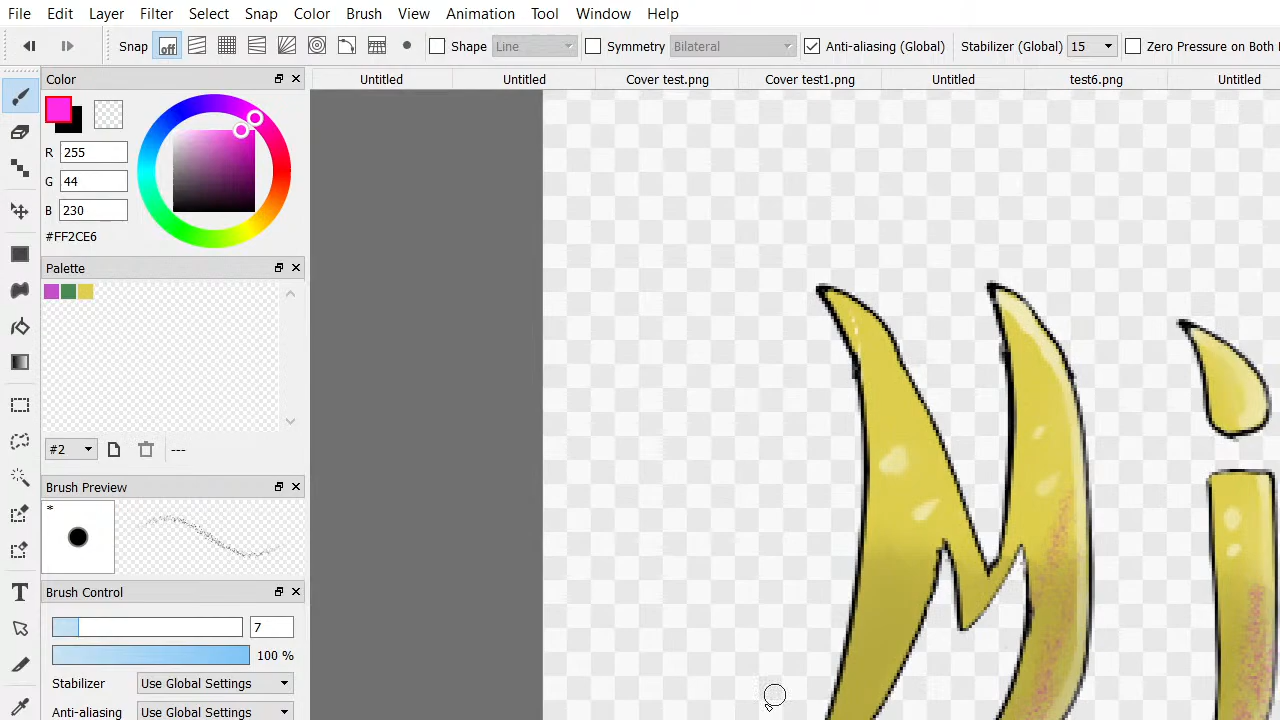 File Edit Layer Filter Select Snap Color Brush View Animation Tool Window Help
Snap off Shape Line Symmetry Bilateral Anti-aliasing (Global) Stabilizer (Global) 15 Zero Pressure on Both
Color Untitled Untitled Cover test.png Cover test1.png Untitled test6.png Untitled
R 255
G 44
B 230
#FF2CE6
Palette
#2 ---
Brush Preview
*
Brush Control
7
100 %
Stabilizer Use Global Settings
Anti-aliasing Use Global Settings
Mi